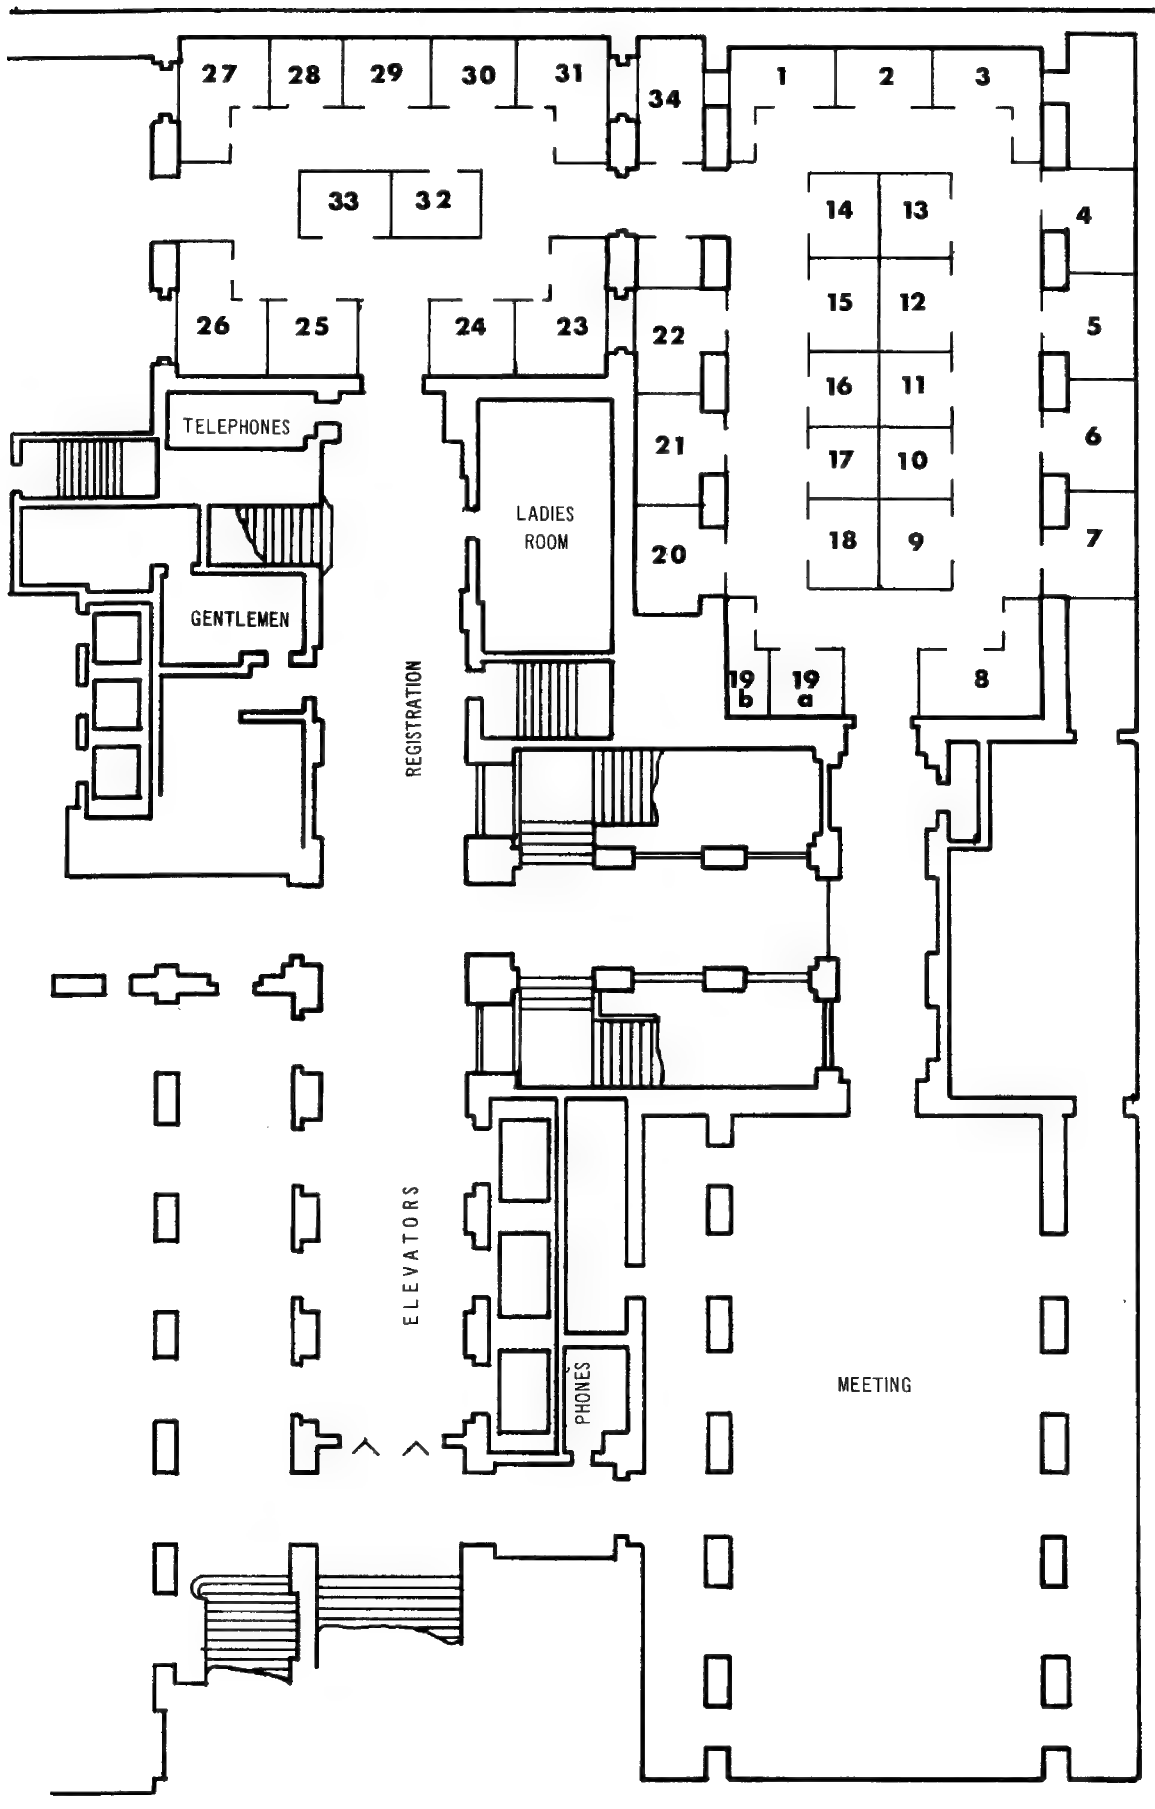 27 28 29 30 31
34
1 2 3
33 32
14 13
4
26 25 24 23
22
15 12
5
16 11
TELEPHONES
21
17 10
6
LADIES
ROOM
20
18 9
7
GENTLEMEN
REGISTRATION
19
b
19
a
8
ELEVATORS
PHONES
MEETING